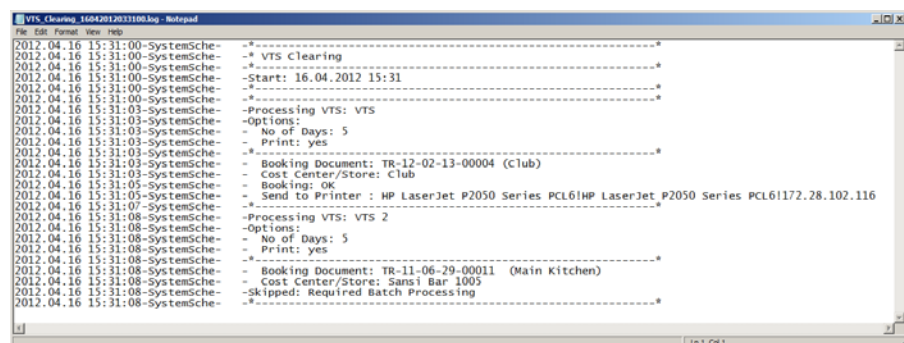 VTS_Clearing_16042012033100.log - Notepad
File Edit Format View Help
2012.04.16 15:31:00-SystemSche- -*----------------------------------------------------------*
2012.04.16 15:31:00-SystemSche- -* VTS Clearing
2012.04.16 15:31:00-SystemSche- -*----------------------------------------------------------*
2012.04.16 15:31:00-SystemSche- -Start: 16.04.2012 15:31
2012.04.16 15:31:00-SystemSche- -*----------------------------------------------------------*
2012.04.16 15:31:00-SystemSche- -*----------------------------------------------------------*
2012.04.16 15:31:03-SystemSche- -Processing VTS: VTS
2012.04.16 15:31:03-SystemSche- -Options:
2012.04.16 15:31:03-SystemSche- - No of Days: 5
2012.04.16 15:31:03-SystemSche- - Print: yes
2012.04.16 15:31:03-SystemSche- -*----------------------------------------------------------*
2012.04.16 15:31:03-SystemSche- - Booking Document: TR-12-02-13-00004 (Club)
2012.04.16 15:31:03-SystemSche- - Cost Center/Store: Club
2012.04.16 15:31:05-SystemSche- - Booking: OK
2012.04.16 15:31:05-SystemSche- - Send to Printer : HP LaserJet P2050 Series PCL6!HP LaserJet P2050 Series PCL6!172.28.102.116
2012.04.16 15:31:07-SystemSche- -*----------------------------------------------------------*
2012.04.16 15:31:08-SystemSche- -Processing VTS: VTS 2
2012.04.16 15:31:08-SystemSche- -Options:
2012.04.16 15:31:08-SystemSche- - No of Days: 5
2012.04.16 15:31:08-SystemSche- - Print: yes
2012.04.16 15:31:08-SystemSche- -*----------------------------------------------------------*
2012.04.16 15:31:08-SystemSche- - Booking Document: TR-11-06-29-00011 (Main Kitchen)
2012.04.16 15:31:08-SystemSche- - Cost Center/Store: Sansi Bar 1005
2012.04.16 15:31:08-SystemSche- -Skipped: Required Batch Processing
2012.04.16 15:31:08-SystemSche- -*----------------------------------------------------------*